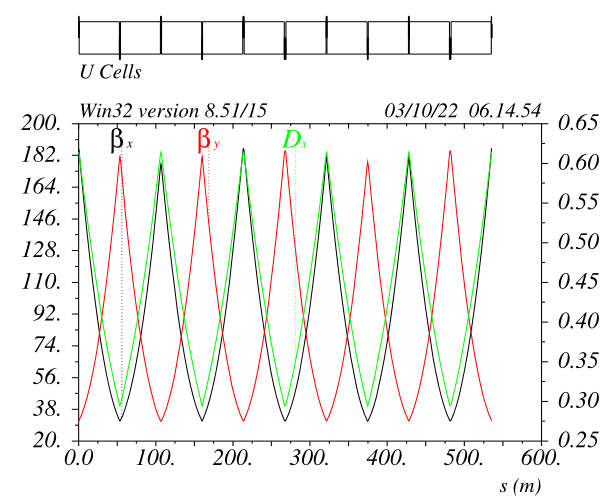 U Cells
Win32 version 8.51/15 03/10/22 06.14.54
200. 0.65
βx βy Dx
182. 0.60
164.
0.55
146.
128. 0.50
110. 0.45
92. 0.40
74.
0.35
56.
38. 0.30
20. 0.25
0.0 100. 200. 300. 400. 500. 600.
s (m)